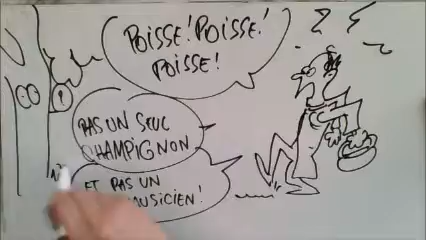 POISSE! POISSE!
POISSE!
PAS UN SEUL
CHAMPIGNON
ET PAS UN
MUSICIEN!